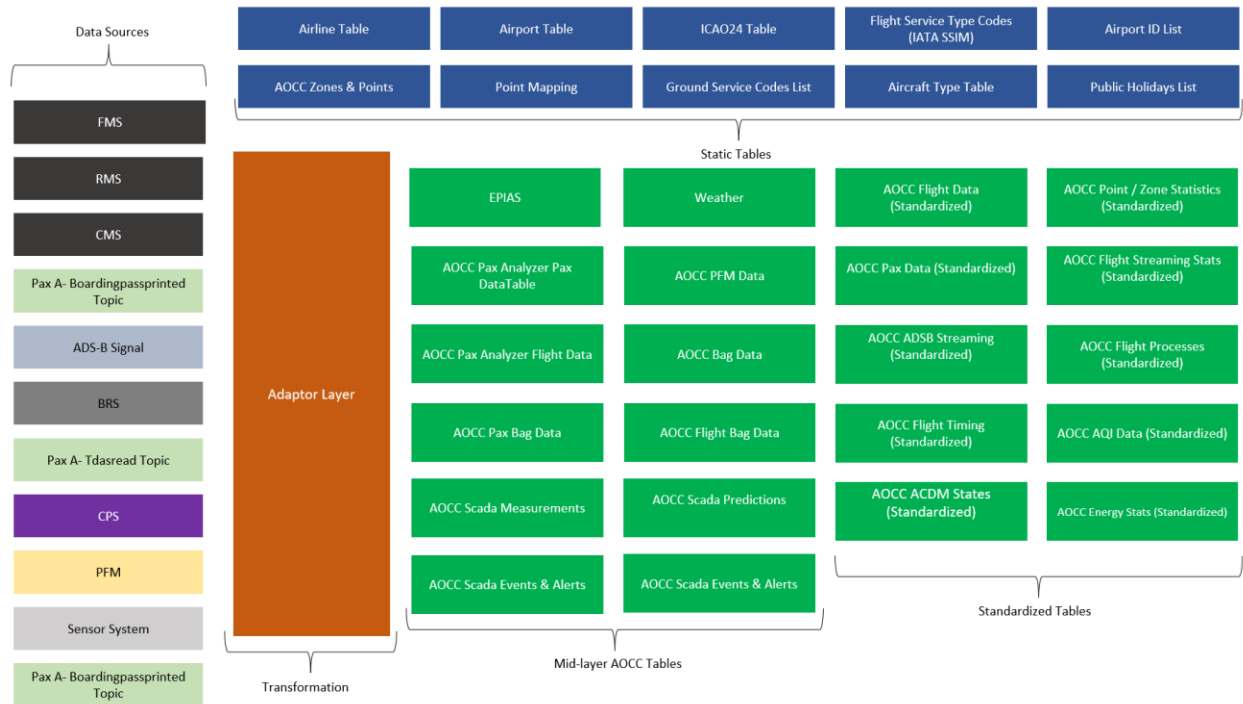 Data Sources
FMS
RMS
CMS
Pax A- Boardingpassprinted
Topic
ADS-B Signal
BRS
Pax A- Tdasread Topic
CPS
PFM
Sensor System
Pax A- Boardingpassprinted
Topic
Airline Table
Airport Table
ICAO24 Table
Flight Service Type Codes
(IATA SSIM)
Airport ID List
AOCC Zones & Points
Point Mapping
Ground Service Codes List
Aircraft Type Table
Public Holidays List
Static Tables
Adaptor Layer
Transformation
EPIAS
Weather
AOCC Pax Analyzer Pax
DataTable
AOCC PFM Data
AOCC Pax Analyzer Flight Data
AOCC Bag Data
AOCC Pax Bag Data
AOCC Flight Bag Data
AOCC Scada Measurements
AOCC Scada Predictions
AOCC Scada Events & Alerts
AOCC Scada Events & Alerts
Mid-layer AOCC Tables
AOCC Flight Data
(Standardized)
AOCC Point / Zone Statistics
(Standardized)
AOCC Pax Data (Standardized)
AOCC Flight Streaming Stats
(Standardized)
AOCC ADSB Streaming
(Standardized)
AOCC Flight Processes
(Standardized)
AOCC Flight Timing
(Standardized)
AOCC AQI Data (Standardized)
AOCC ACDM States
(Standardized)
AOCC Energy Stats (Standardized)
Standardized Tables